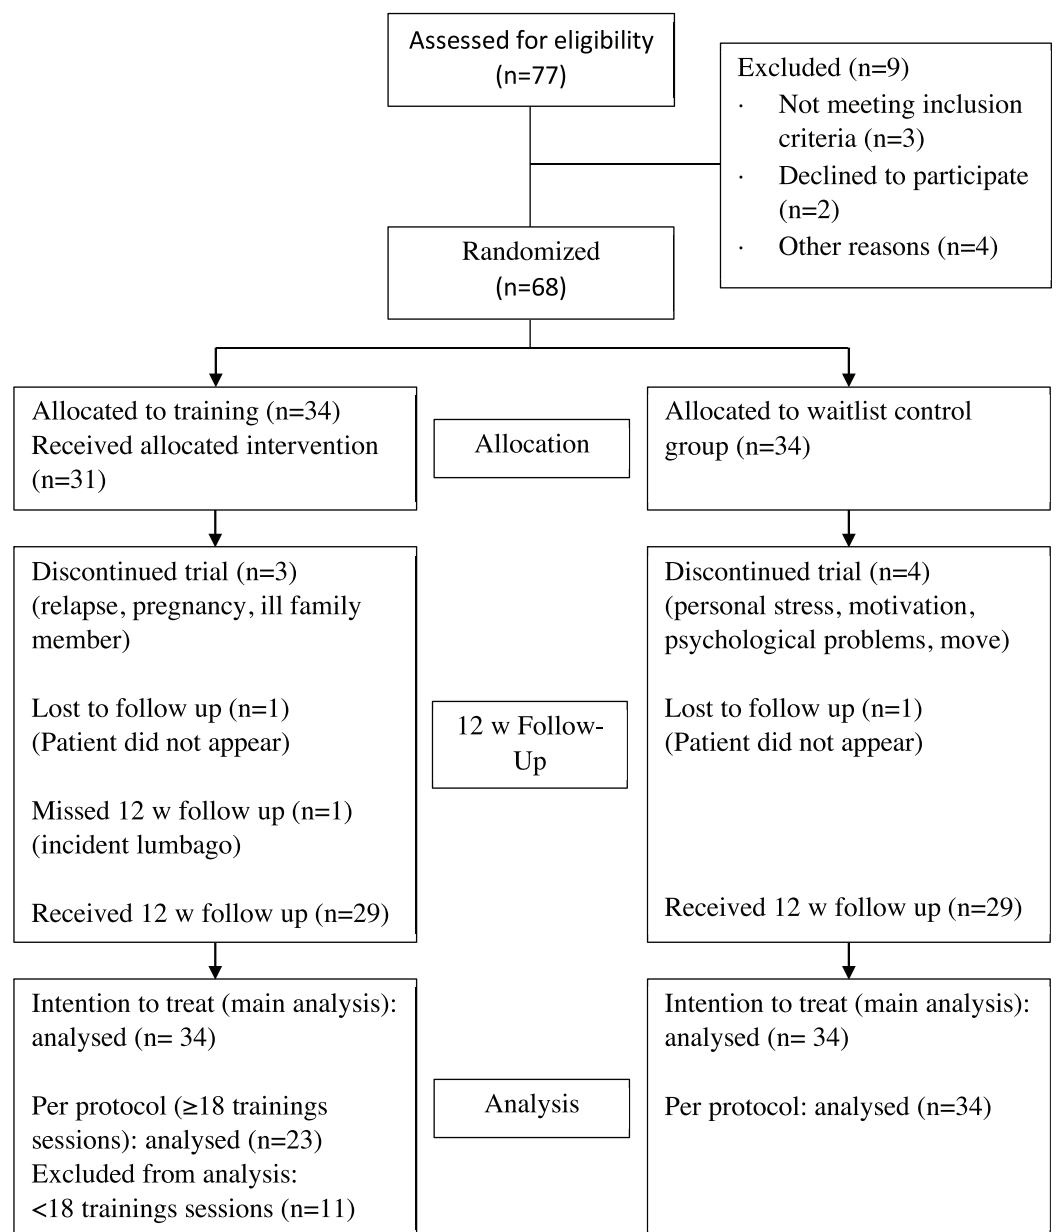 Assessed for eligibility
(n=77)
Excluded (n=9)
· Not meeting inclusion
criteria (n=3)
· Declined to participate
(n=2)
· Other reasons (n=4)
Randomized
(n=68)
Allocated to training (n=34)
Received allocated intervention
(n=31)
Allocation
Allocated to waitlist control
group (n=34)
Discontinued trial (n=3)
(relapse, pregnancy, ill family
member)
Lost to follow up (n=1)
(Patient did not appear)
Missed 12 w follow up (n=1)
(incident lumbago)
Received 12 w follow up (n=29)
12 w Follow-
Up
Discontinued trial (n=4)
(personal stress, motivation,
psychological problems, move)
Lost to follow up (n=1)
(Patient did not appear)
Received 12 w follow up (n=29)
Intention to treat (main analysis):
analysed (n= 34)
Per protocol (≥18 trainings
sessions): analysed (n=23)
Excluded from analysis:
<18 trainings sessions (n=11)
Analysis
Intention to treat (main analysis):
analysed (n= 34)
Per protocol: analysed (n=34)